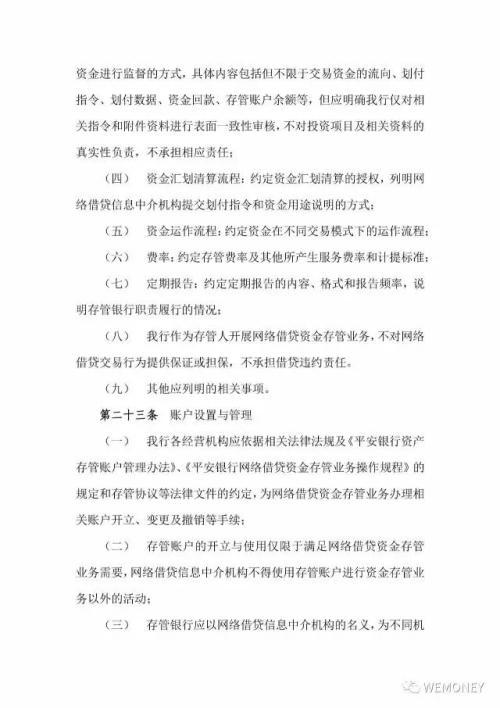 资金进行监督的方式，具体内容包括但不限于交易资金的流向、划付
指令、划付数据、资金回款、存管账户余额等，但应明确我行仅对相
关指令和附件资料进行表面一致性审核，不对投资项目及相关资料的
真实性负责，不承担相应责任；
（四） 资金汇划清算流程：约定资金汇划清算的授权，列明网
络借贷信息中介机构提交划付指令和资金用途说明的方式；
（五） 资金运作流程：约定资金在不同交易模式下的运作流程；
（六） 费率：约定存管费率及其他所产生服务费率和计提标准；
（七） 定期报告：约定定期报告的内容、格式和报告频率，说
明存管银行职责履行的情况；
（八） 我行作为存管人开展网络借贷资金存管业务，不对网络
借贷交易行为提供保证或担保，不承担借贷违约责任。
（九） 其他应列明的相关事项。
第二十三条 账户设置与管理
（一） 我行各经营机构应依据相关法律法规及《平安银行资产
存管账户管理办法》、《平安银行网络借贷资金存管业务操作规程》的
规定和存管协议等法律文件的约定，为网络借贷资金存管业务办理相
关账户开立、变更及撤销等手续；
（二） 存管账户的开立与使用仅限于满足网络借贷资金存管
业务需要，网络借贷信息中介机构不得使用存管账户进行资金存管业
务以外的活动；
（三） 存管银行应以网络借贷信息中介机构的名义，为不同机
WEMONEY